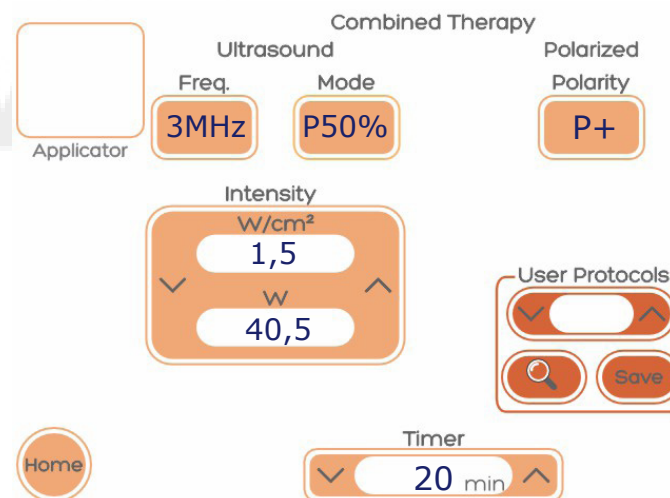 Combined Therapy
Ultrasound
Polarized
Freq.
Mode
Polarity
3MHz
P50%
P+
Applicator
Intensity
W/cm²
1,5
W
40,5
User Protocols
Save
Timer
Home
20 min